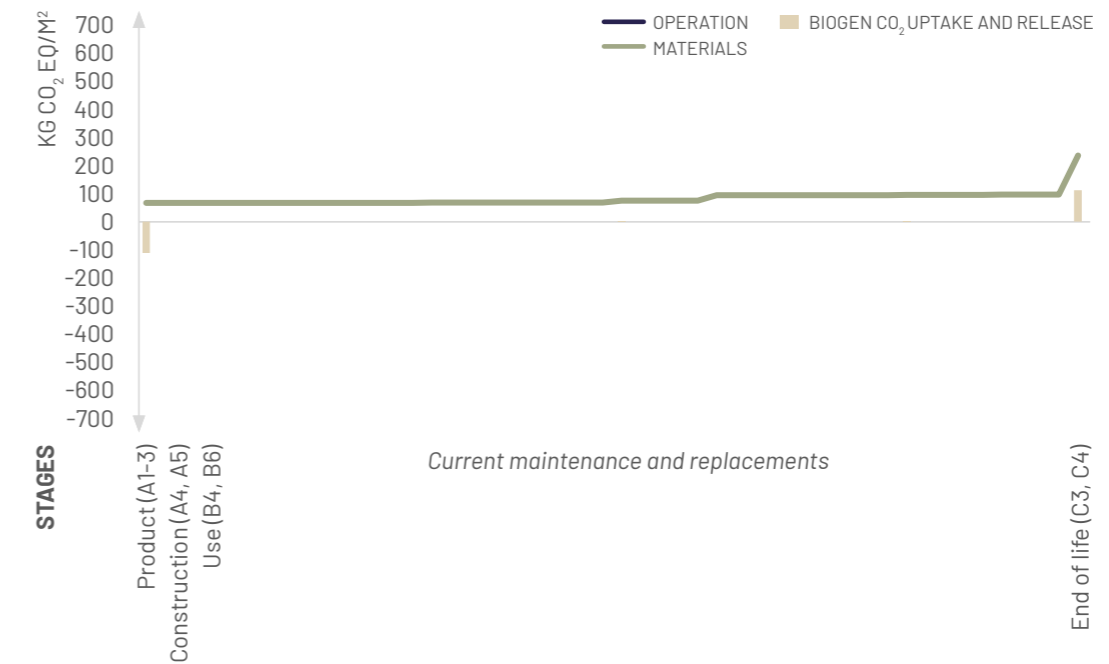 KG CO₂ EQ/M²
700
600
500
400
300
200
100
0
-100
-200
-300
-400
-500
-600
-700
OPERATION
MATERIALS
BIOGEN CO₂ UPTAKE AND RELEASE
STAGES
Product (A1-3)
Construction (A4, A5)
Use (B4, B6)
Current maintenance and replacements
End of life (C3, C4)